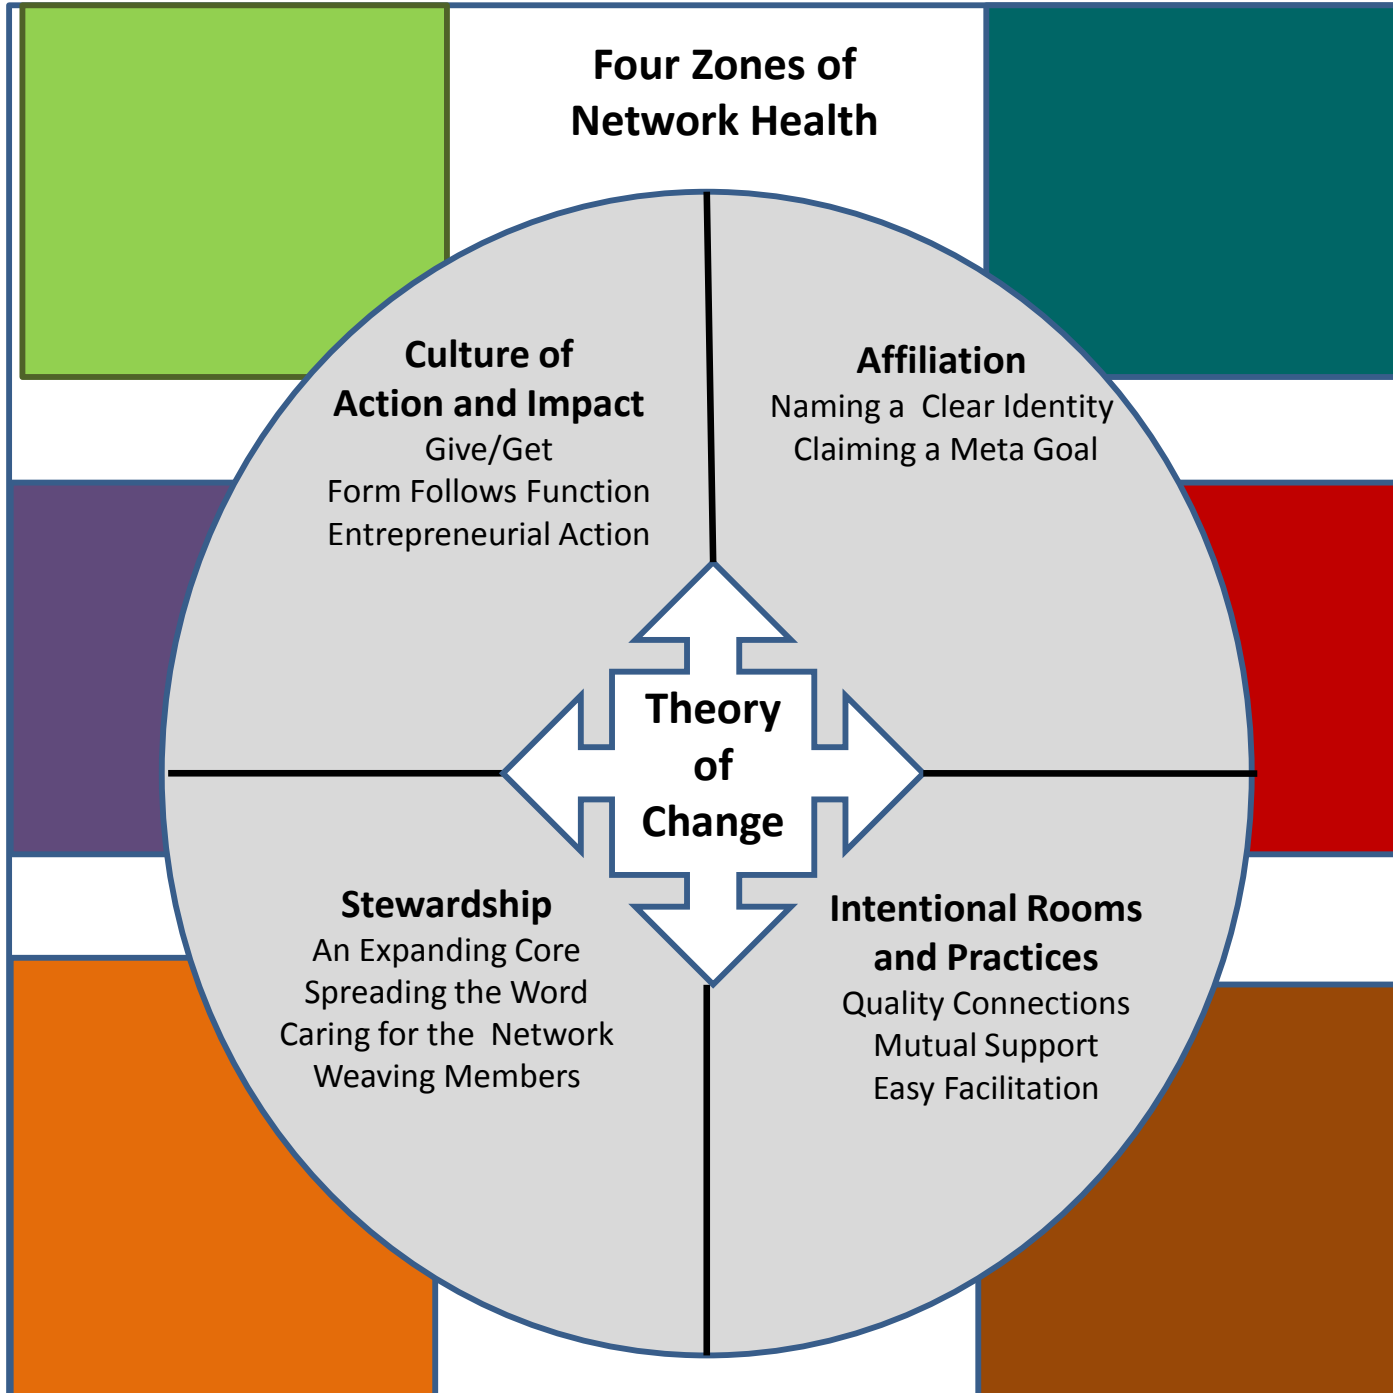 Four Zones of
Network Health
Culture of
Action and Impact
Give/Get
Form Follows Function
Entrepreneurial Action
Affiliation
Naming a  Clear Identity
Claiming a Meta Goal
Theory
of
Change
Stewardship
An Expanding Core
Spreading the Word
Caring for the  Network
Weaving Members
Intentional Rooms
and Practices
Quality Connections
Mutual Support
Easy Facilitation